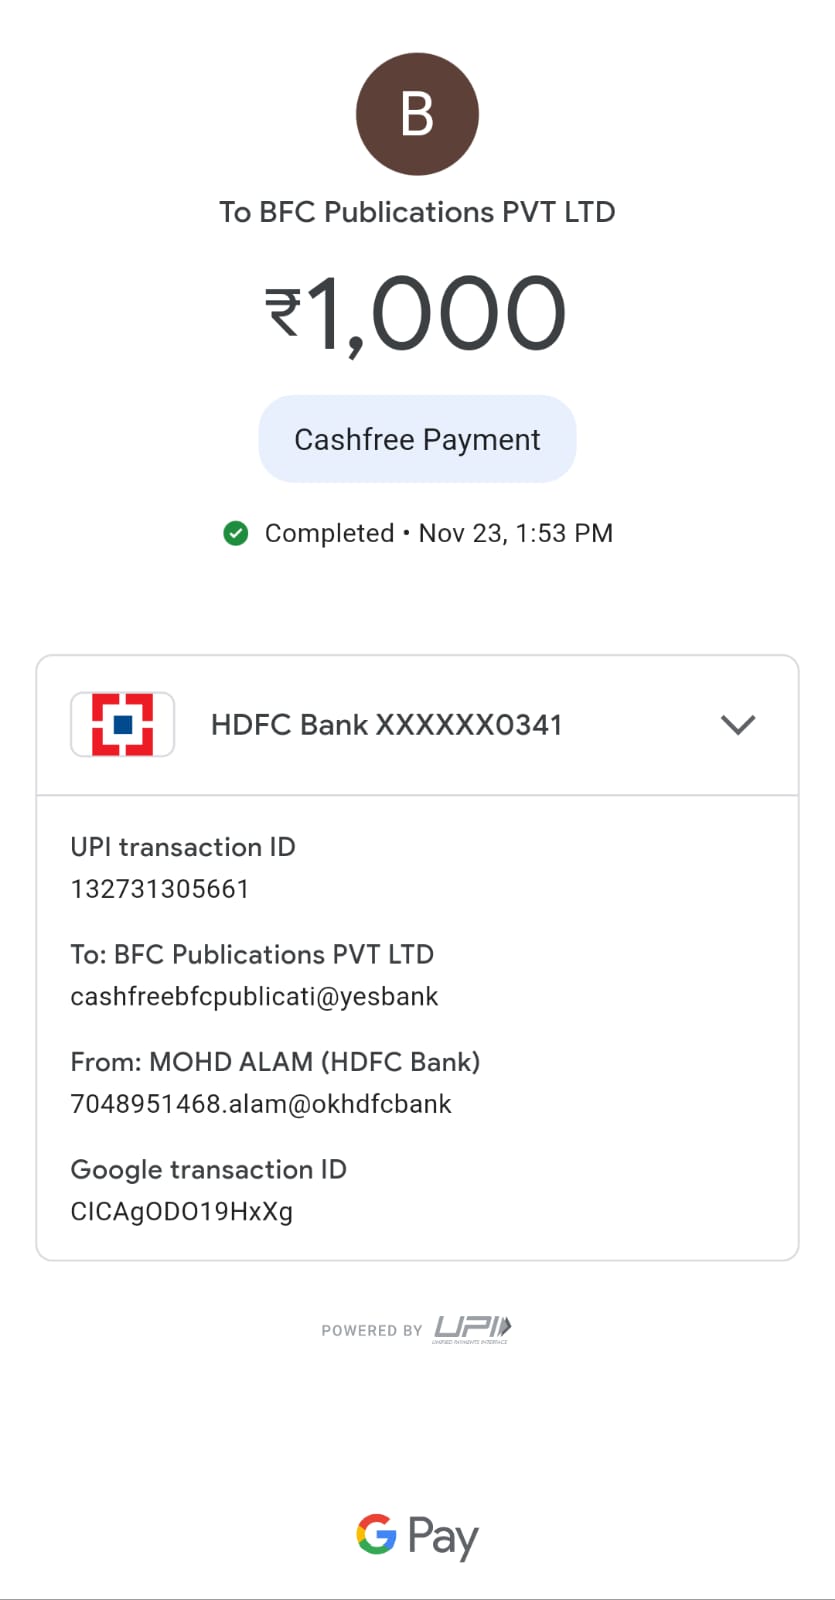 B
To BFC Publications PVT LTD
₹1,000
Cashfree Payment
Completed • Nov 23, 1:53 PM
HDFC Bank XXXXXX0341
UPI transaction ID
132731305661
To: BFC Publications PVT LTD
cashfreebfcpublicati@yesbank
From: MOHD ALAM (HDFC Bank)
7048951468.alam@okhdfcbank
Google transaction ID
CICAgODO19HxXg
POWERED BY UPI
UNIFIED PAYMENTS INTERFACE
G Pay